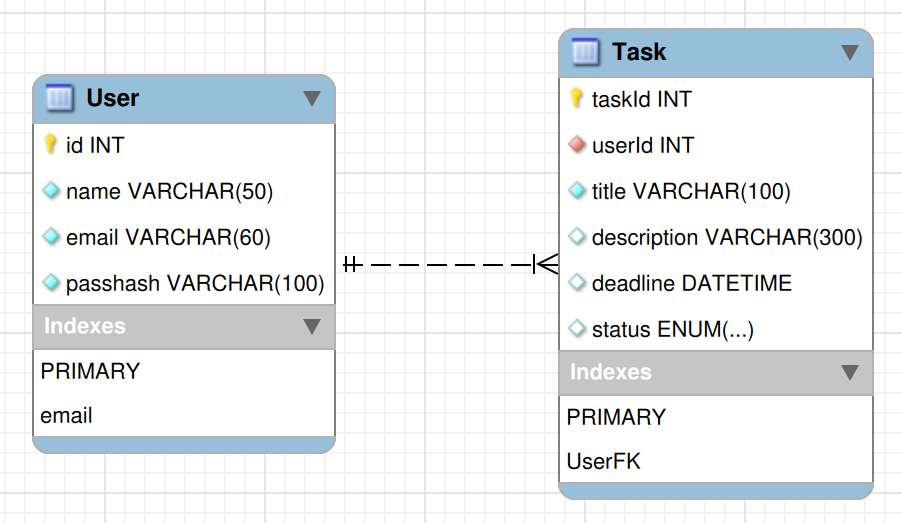 User
id INT
name VARCHAR(50)
email VARCHAR(60)
passhash VARCHAR(100)
Indexes
PRIMARY
email
Task
taskId INT
userId INT
title VARCHAR(100)
description VARCHAR(300)
deadline DATETIME
status ENUM(...)
Indexes
PRIMARY
UserFK